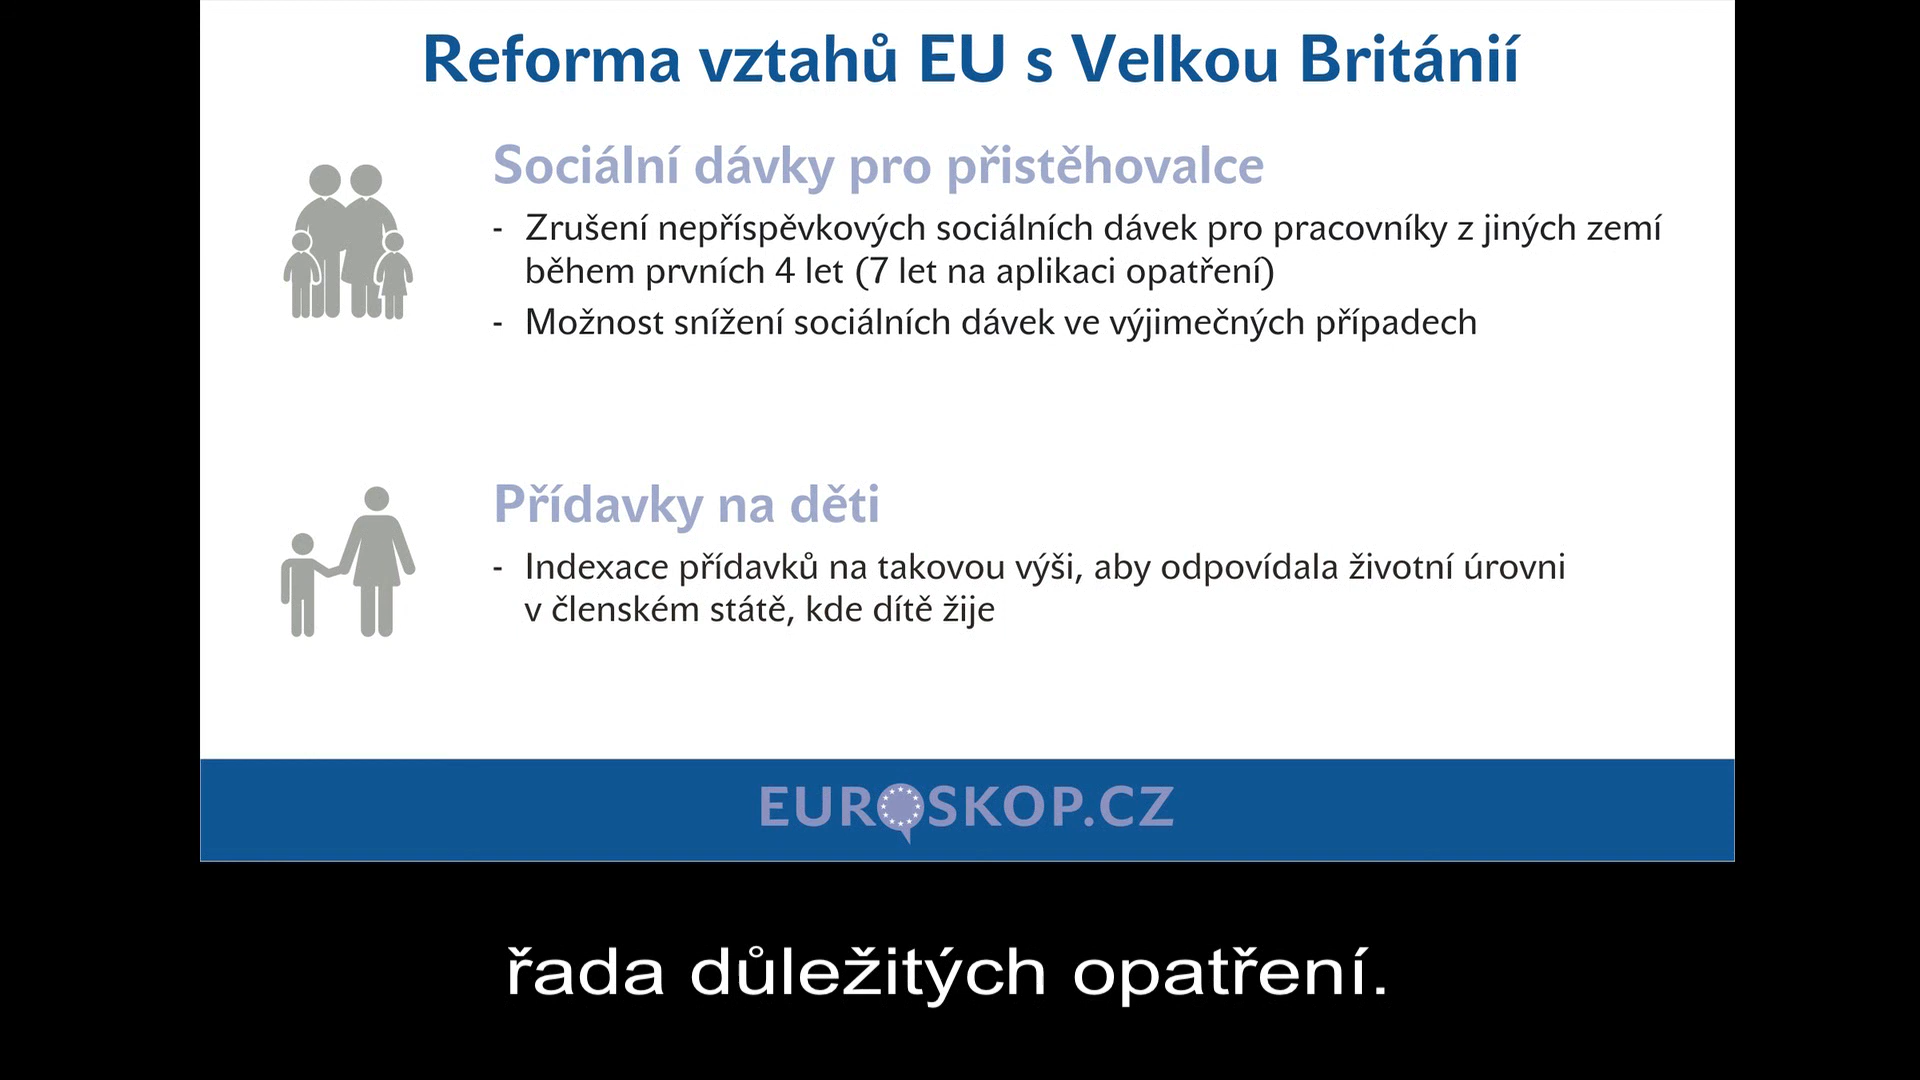 Reforma vztahů EU s Velkou Británií
Sociální dávky pro přistěhovalce
- Zrušení nepříspěvkových sociálních dávek pro pracovníky z jiných zemí
během prvních 4 let (7 let na aplikaci opatření)
- Možnost snížení sociálních dávek ve výjimečných případech
Přídavky na děti
- Indexace přídavků na takovou výši, aby odpovídala životní úrovni
v členském státě, kde dítě žije
EUROSKOP.CZ
řada důležitých opatření.